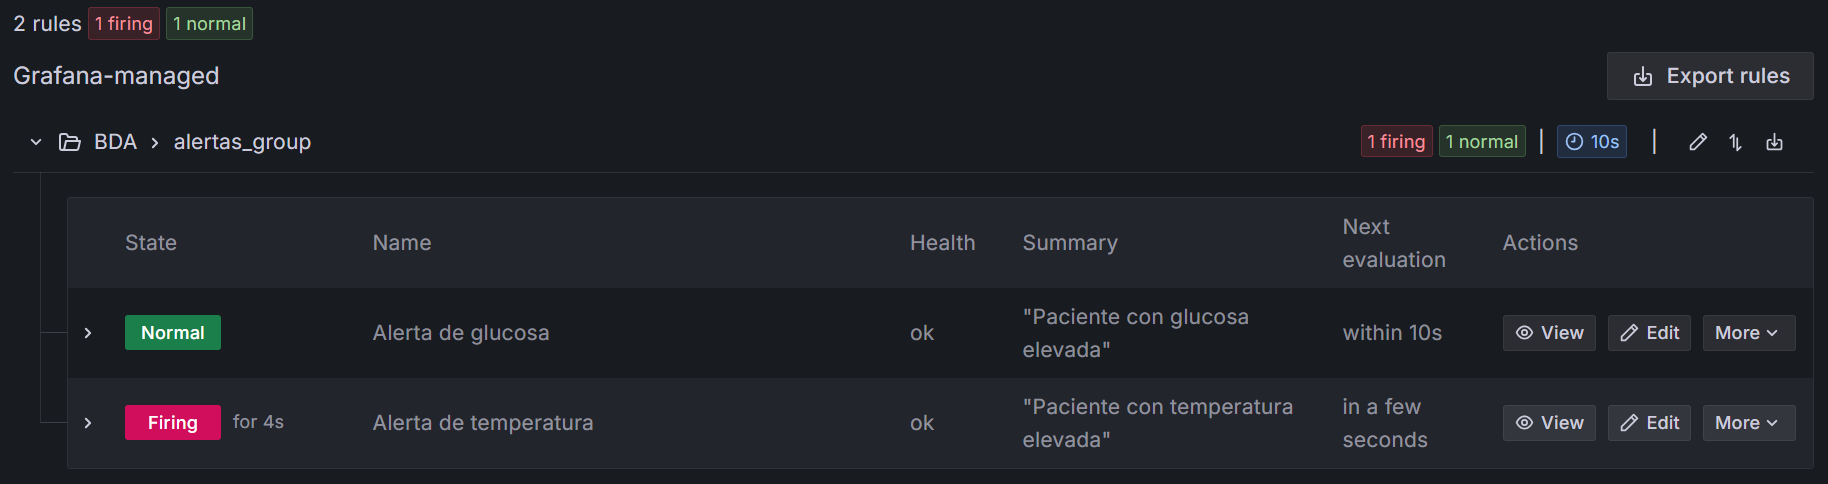 2 rules 1 firing 1 normal
Grafana-managed
Export rules
BDA > alertas_group 1 firing 1 normal | 10s |
State Name Health Summary Next evaluation Actions
Normal Alerta de glucosa ok "Paciente con glucosa elevada" within 10s View Edit More
Firing for 4s Alerta de temperatura ok "Paciente con temperatura elevada" in a few seconds View Edit More